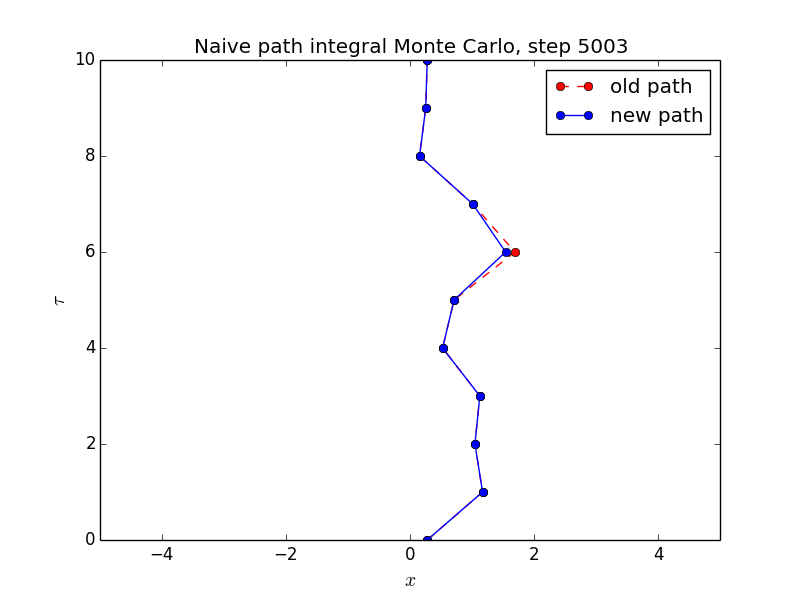 Naive path integral Monte Carlo, step 5003
old path
new path
10
8
6
4
2
0
τ
−4 −2 0 2 4
x